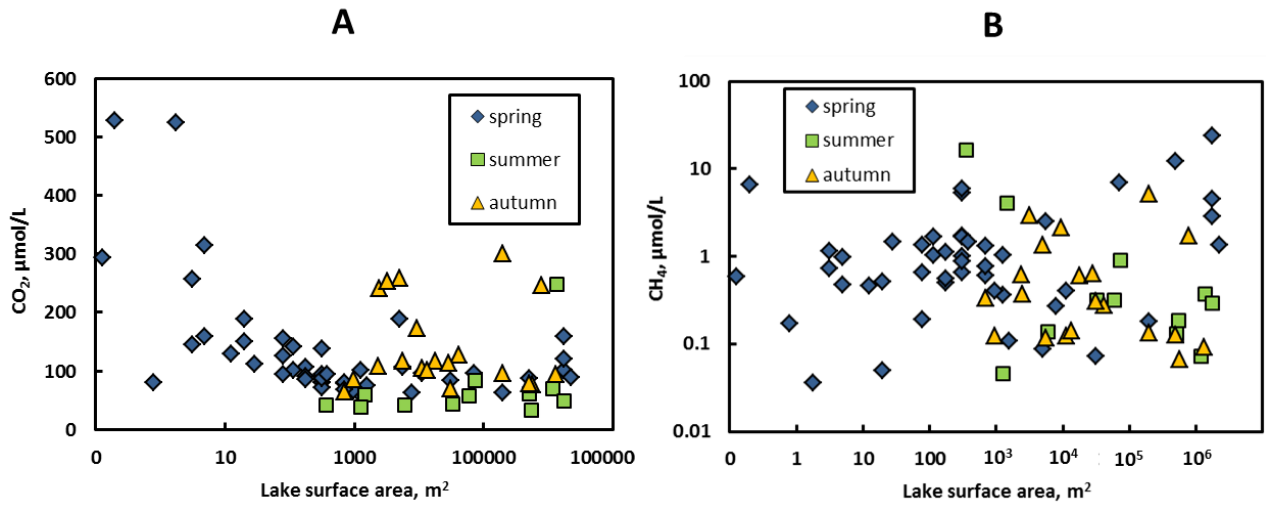 A
B
600
500
400
300
200
100
0
CO2, µmol/L
spring
summer
autumn
0
10
1000
100000
100000
Lake surface area, m²
100
10
1
0.1
0.01
CH4, µmol/L
spring
summer
autumn
0
1
10
100
10³
10⁴
10⁵
10⁶
Lake surface area, m²